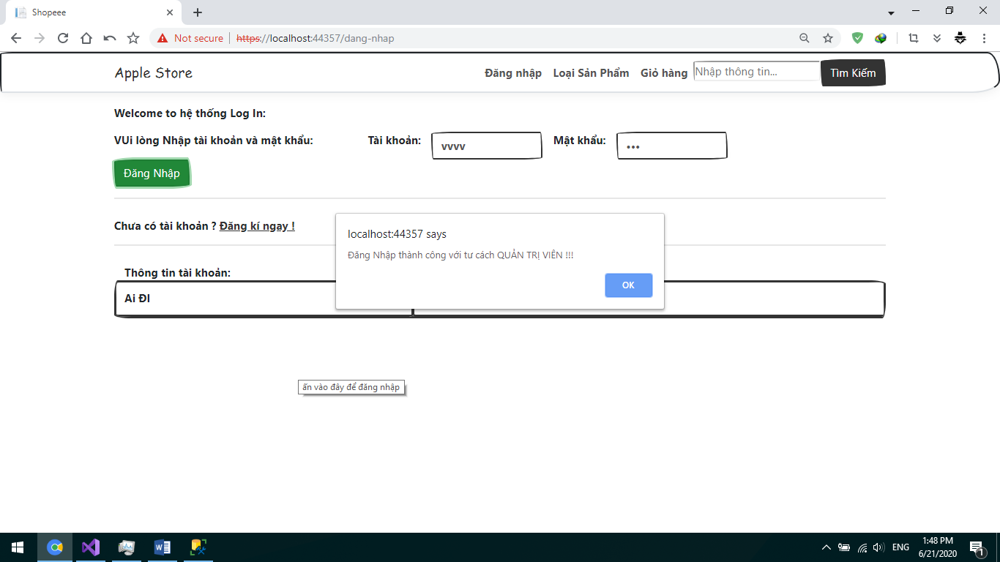 Shopeee
Not secure https://localhost:44357/dang-nhap
Apple Store Đăng nhập Loại Sản Phẩm Giỏ hàng Nhập thông tin... Tìm Kiếm
Welcome to hệ thống Log In:
VUi lòng Nhập tài khoản và mật khẩu: Tài khoản: vvvv Mật khẩu: •••
Đăng Nhập
Chưa có tài khoản ? Đăng kí ngay !
localhost:44357 says
Đăng Nhập thành công với tư cách QUẢN TRỊ VIÊN !!!
OK
Thông tin tài khoản:
Ai ĐI
ấn vào đây để đăng nhập
ENG
1:48 PM
6/21/2020
1